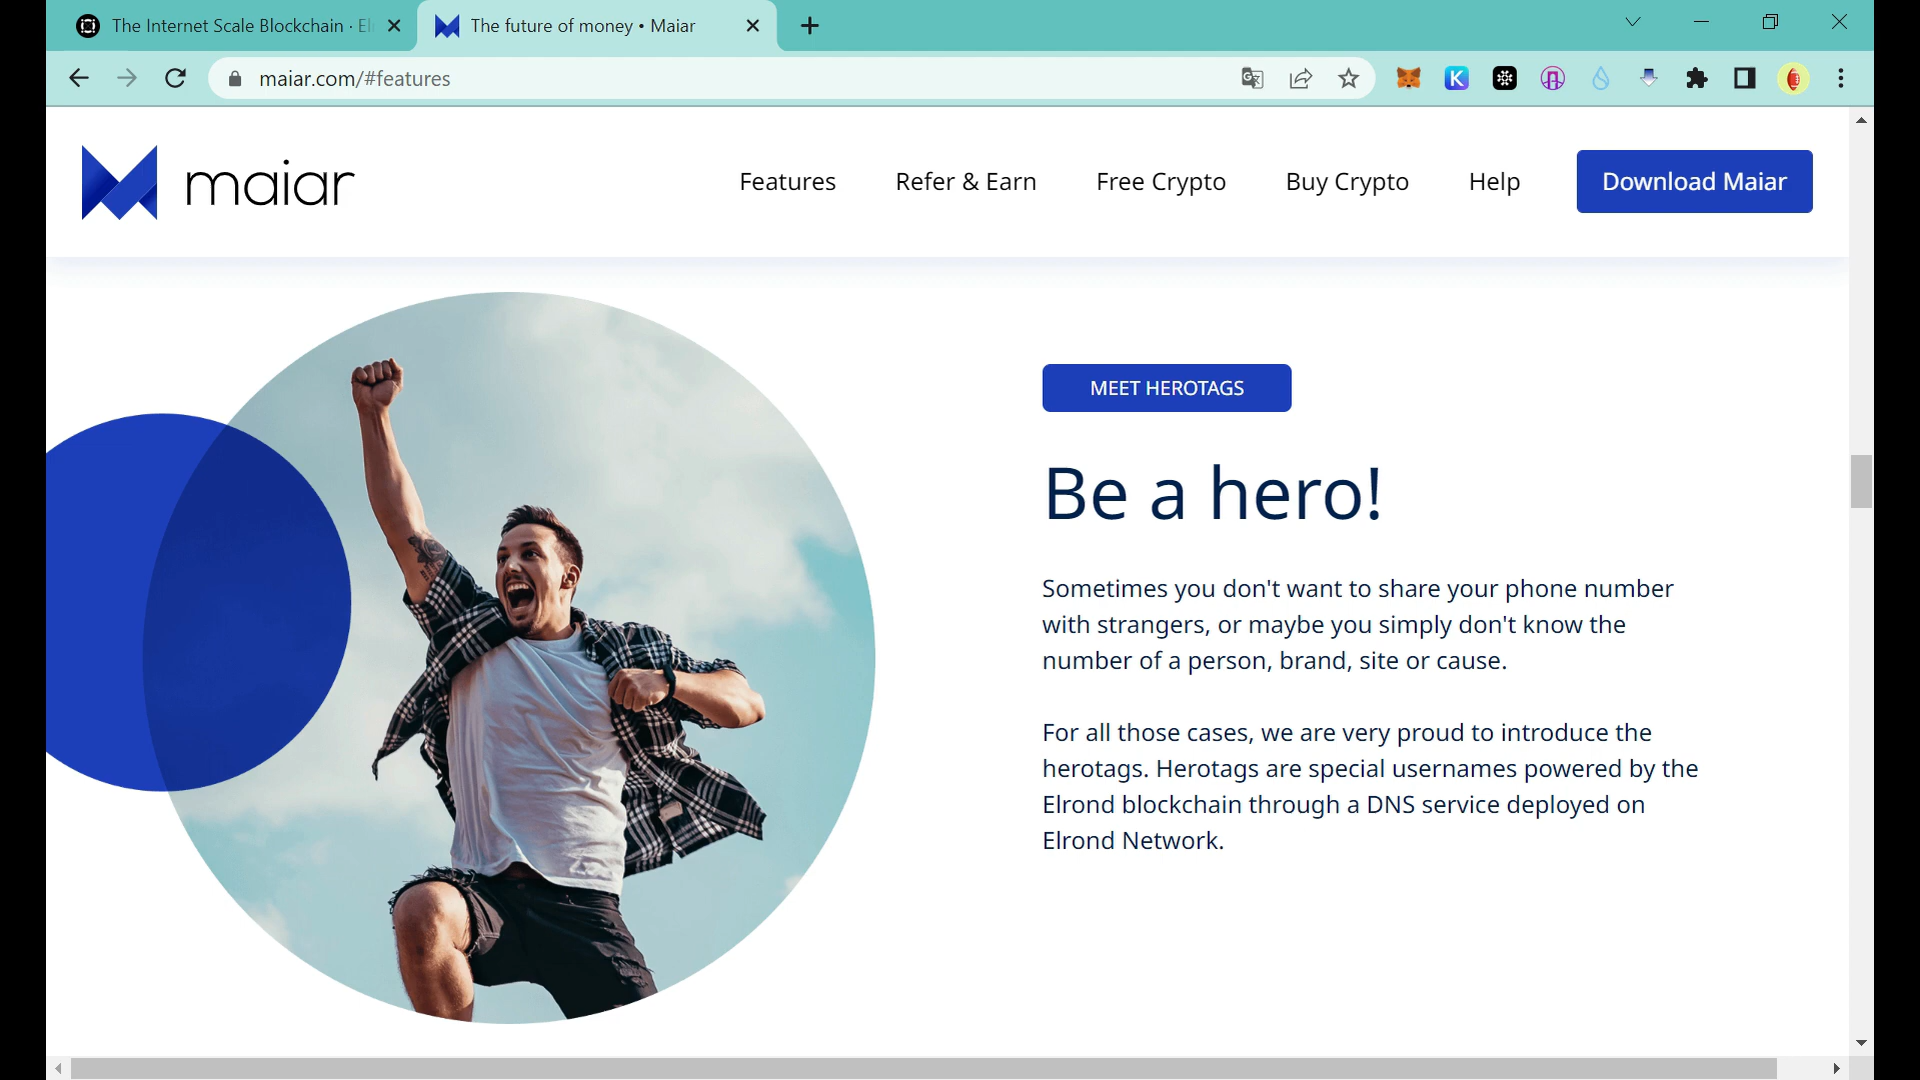 The Internet Scale Blockchain · El
The future of money • Maiar
maiar.com/#features
maiar
Features
Refer & Earn
Free Crypto
Buy Crypto
Help
Download Maiar
MEET HEROTAGS
Be a hero!
Sometimes you don't want to share your phone number
with strangers, or maybe you simply don't know the
number of a person, brand, site or cause.
For all those cases, we are very proud to introduce the
herotags. Herotags are special usernames powered by the
Elrond blockchain through a DNS service deployed on
Elrond Network.